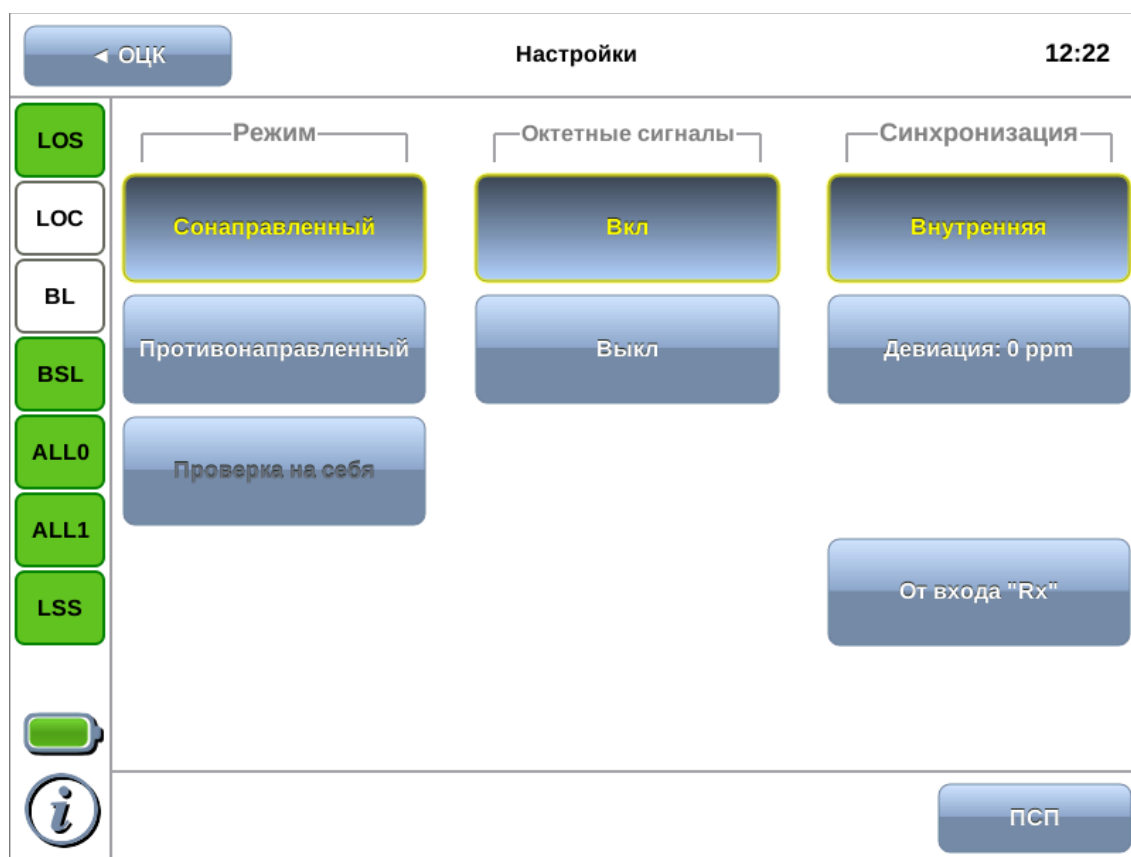 ◄ ОЦК
Настройки
12:22
LOS
LOC
BL
BSL
ALL0
ALL1
LSS
Режим
Сонаправленный
Противонаправленный
Проверка на себя
Октетные сигналы
Вкл
Выкл
Синхронизация
Внутренняя
Девиация: 0 ppm
От входа "Rx"
i
ПСП